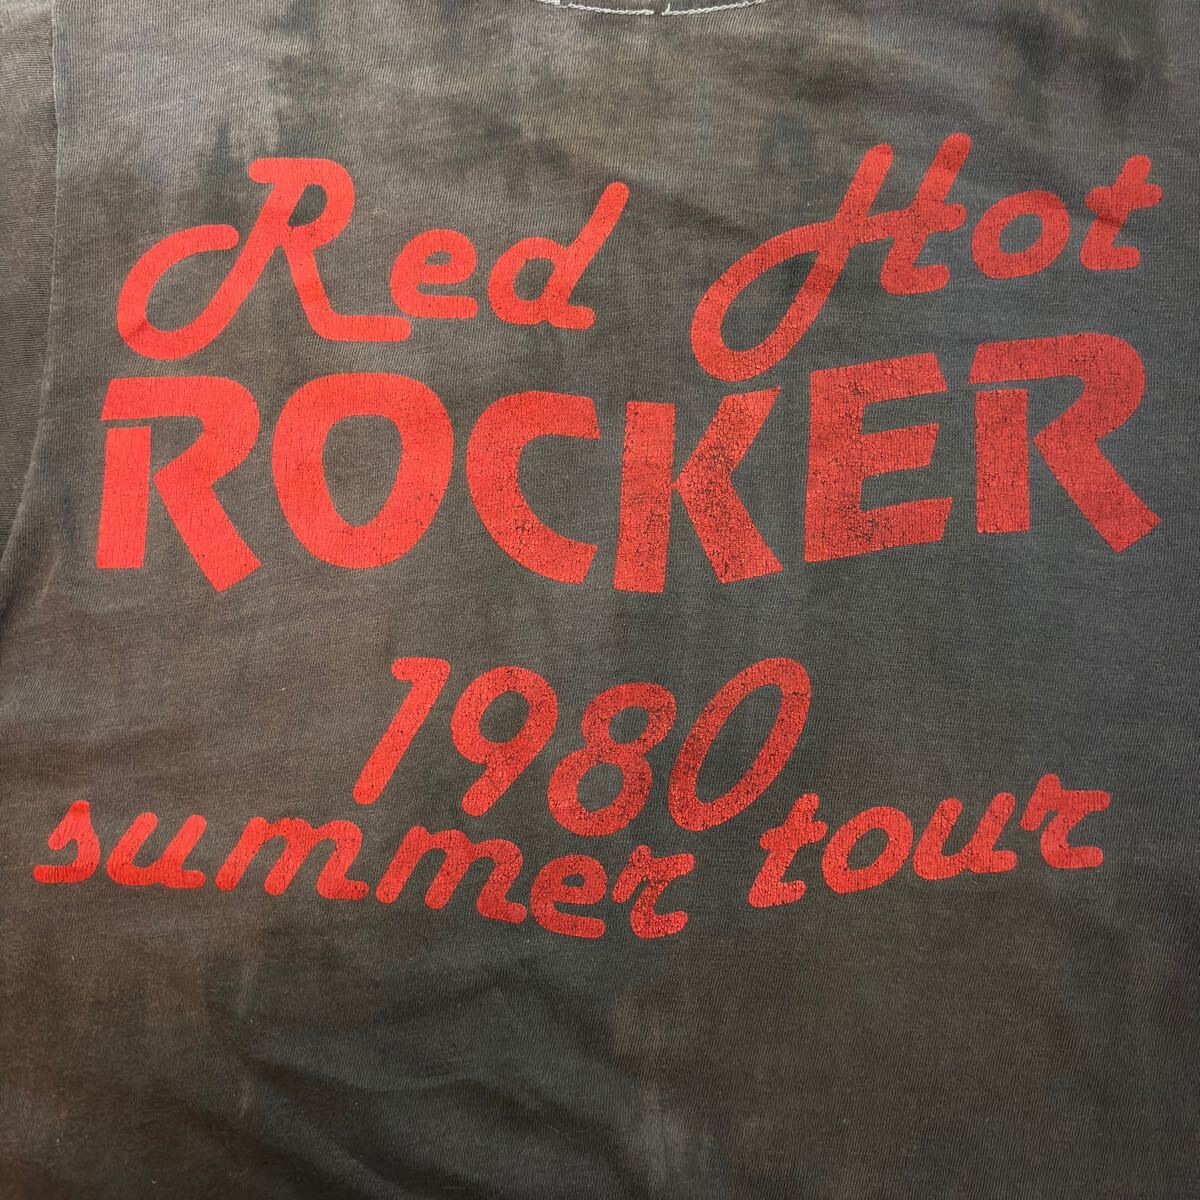 Red Hot
ROCKER
1980
summer tour